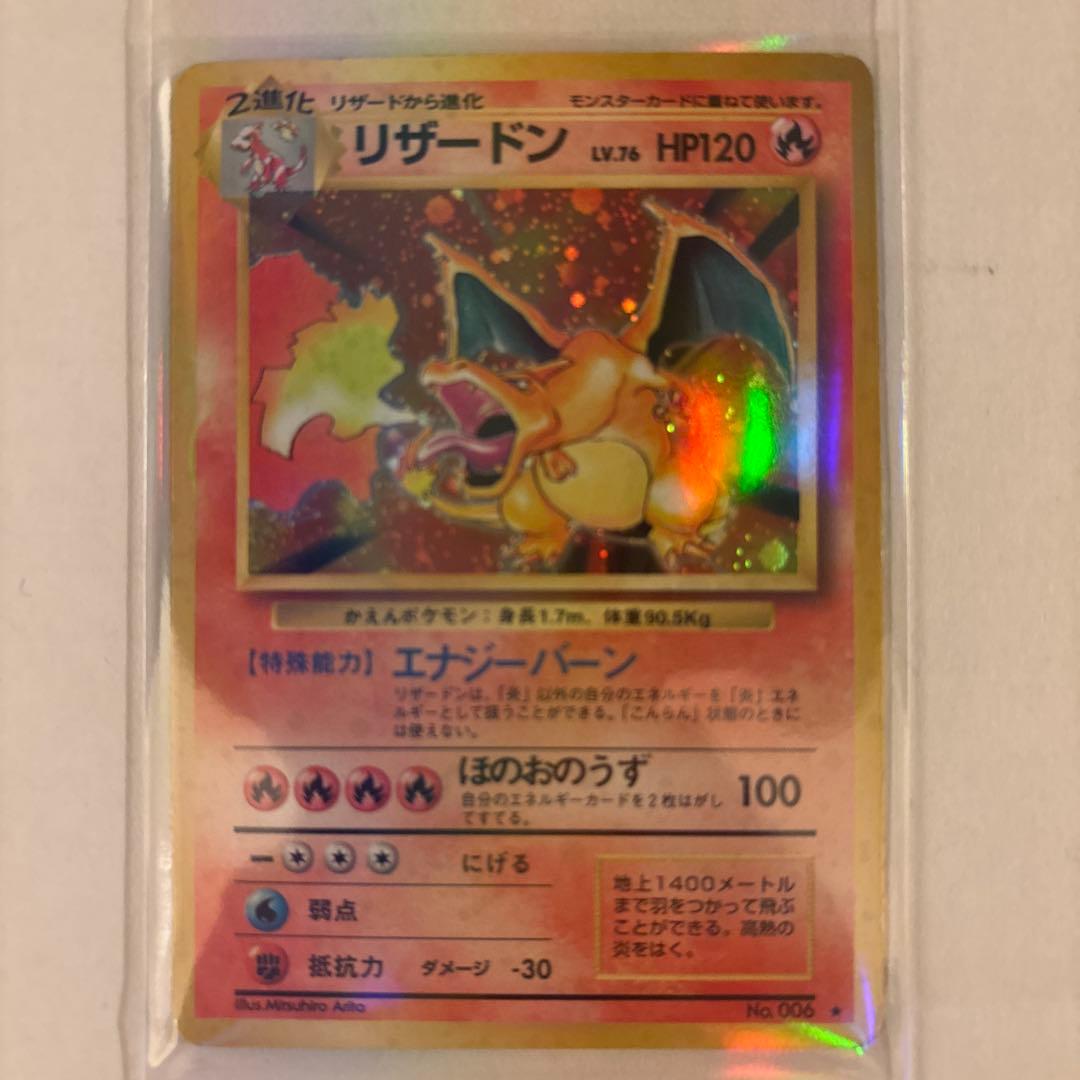 2進化 リザードから進化 モンスターカードに重ねて使います。
リザードン LV.76 HP120
かえんポケモン:身長1.7m、体重90.5Kg
【特殊能力】 エナジーバーン
リザードンは、「炎」以外の自分のエネルギーを「炎」エネ
ルギーとして扱うことができる。「こんらん」状態のときに
は使えない。
ほのおのうず 100
自分のエネルギーカードを2枚はがし
てすてる。
にげる
弱点
抵抗力 ダメージ -30
地上1400メートル
まで羽をつかって飛ぶ
ことができる。高熱の
炎をはく。
Illus.Mitsuhiro Arita No. 006 ★